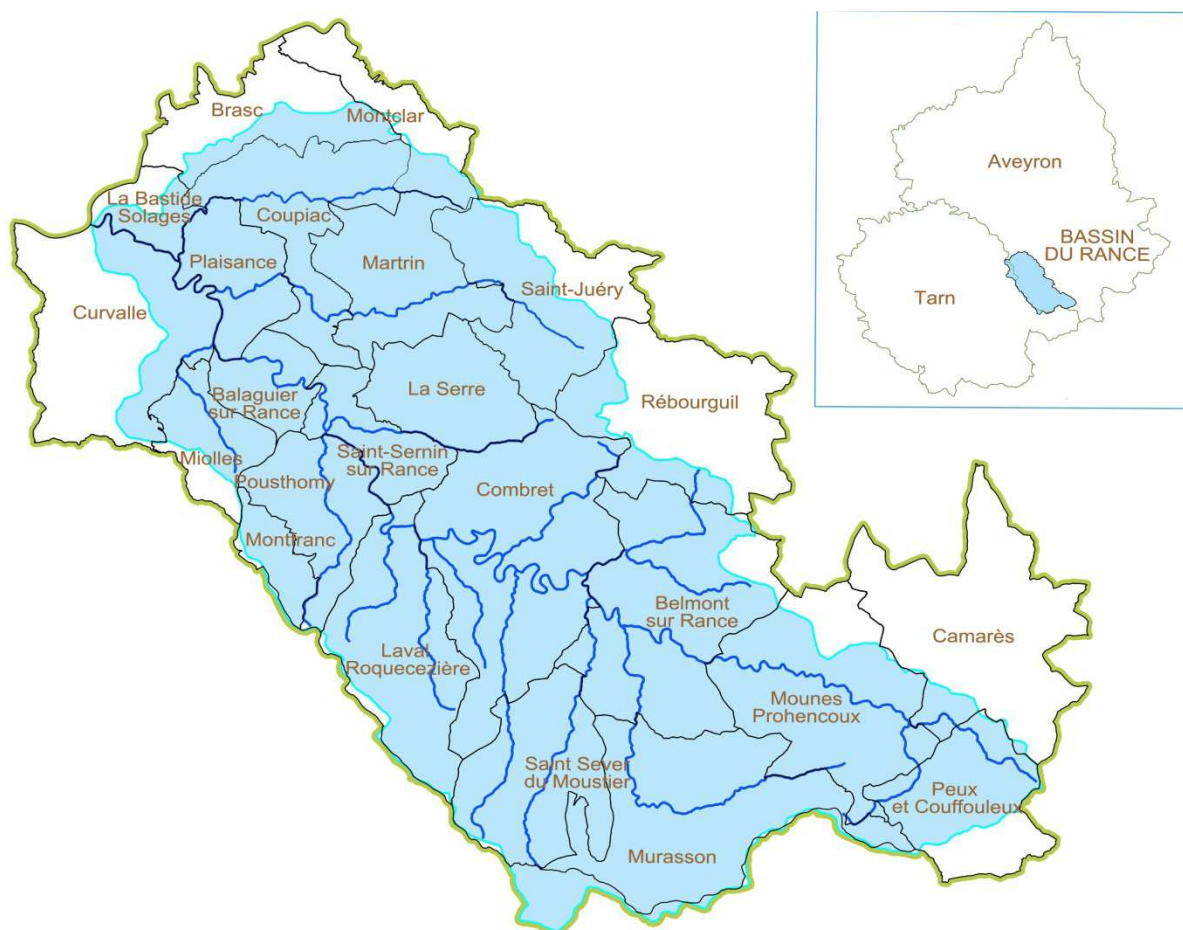 Brasc
Montclar
La Bastide
Solages
Coupiac
Plaisance
Martrin
Saint-Juéry
Curvalle
Balaguier
sur Rance
La Serre
Rébourguil
Miolles
Pousthomy
Saint-Sernin
sur Rance
Combret
Montfranc
Belmont
sur Rance
Camarès
Laval
Roquecezière
Mounes
Prohencoux
Saint Sever
du Moustier
Peux
et Couffouleux
Murasson
Aveyron
BASSIN
DU RANCE
Tarn